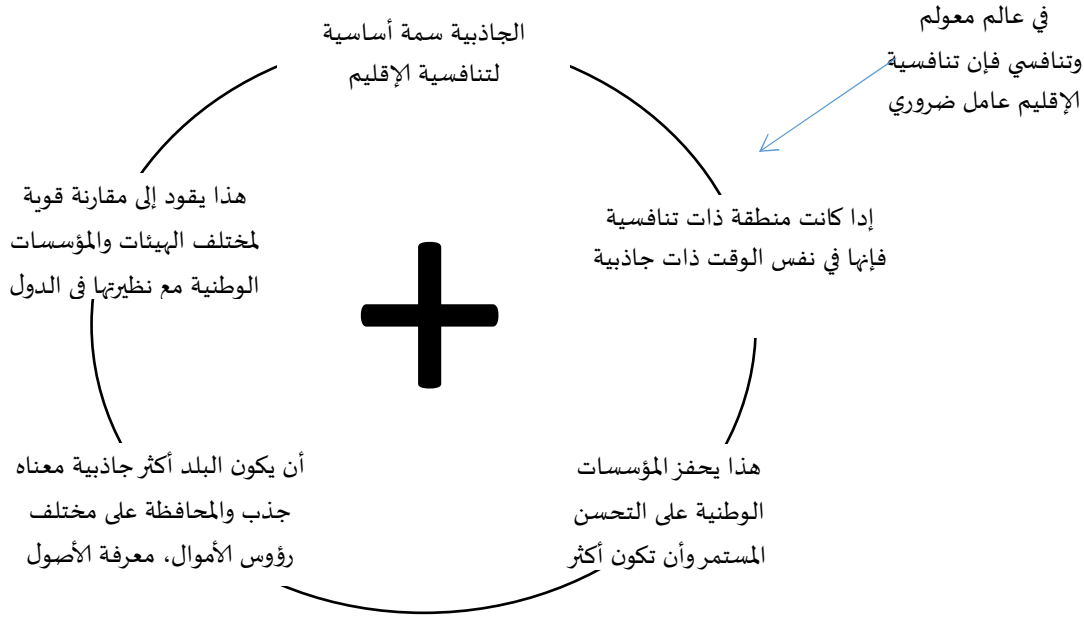 في عالم معولم
وتنافسي فإن تنافسية
الإقليم عامل ضروري
الجاذبية سمة أساسية
لتنافسية الإقليم
إدا كانت منطقة ذات تنافسية
فإنها في نفس الوقت ذات جاذبية
هذا يحفز المؤسسات
الوطنية على التحسن
المستمر وأن تكون أكثر
أن يكون البلد أكثر جاذبية معناه
جذب والمحافظة على مختلف
رؤوس الأموال، معرفة الأصول
هذا يقود إلى مقارنة قوية
لمختلف الهيئات والمؤسسات
الوطنية مع نظيرتها في الدول